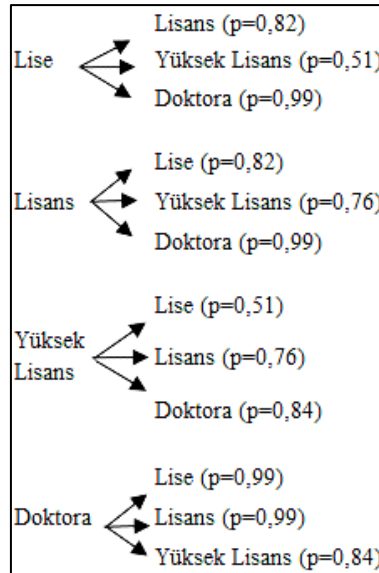 Lisans (p=0,82)
Lise
Yüksek Lisans (p=0,51)
Doktora (p=0,99)
Lise (p=0,82)
Lisans
Yüksek Lisans (p=0,76)
Doktora (p=0,99)
Lise (p=0,51)
Yüksek
Lisans
Lisans (p=0,76)
Doktora (p=0,84)
Lise (p=0,99)
Doktora
Lisans (p=0,99)
Yüksek Lisans (p=0,84)